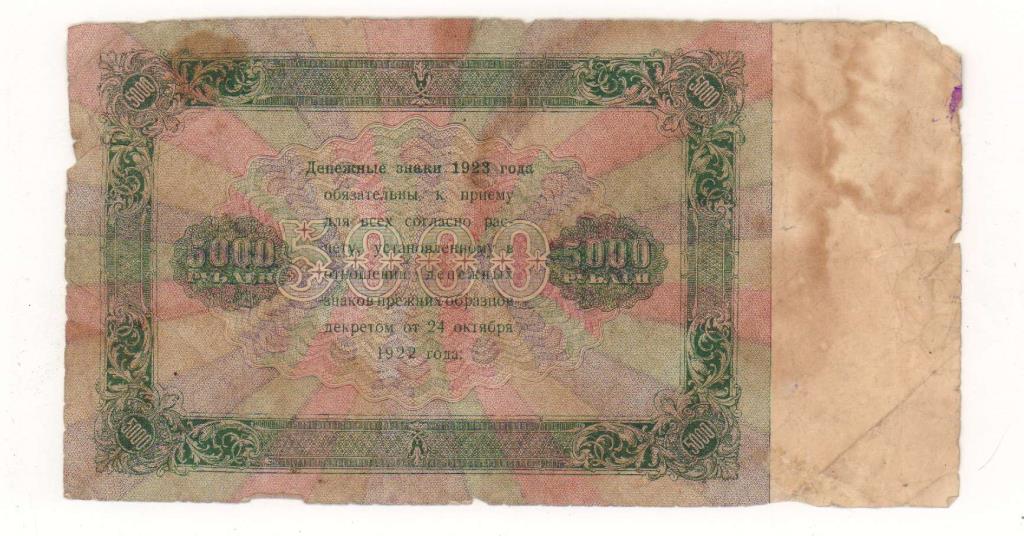 5000 5000
Денежные знаки 1923 года
обязательны к приему
для всех согласно рас-
чету, установленному в
отношении денежных
знаков прежних образцов
декретом от 24 октября
1922 года.
5000
РУБЛЕЙ
5000
5000
РУБЛЕЙ
5000 5000